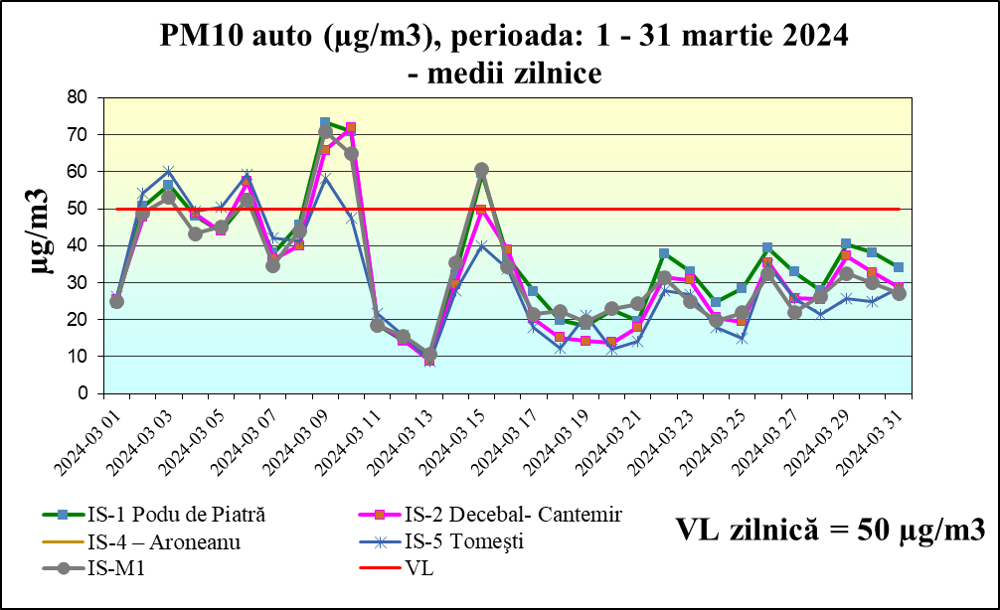 PM10 auto (µg/m3), perioada: 1 - 31 martie 2024
- medii zilnice
µg/m3
80
70
60
50
40
30
20
10
0
2024-03 01
2024-03 03
2024-03 05
2024-03 07
2024-03 09
2024-03 11
2024-03 13
2024-03 15
2024-03 17
2024-03 19
2024-03 21
2024-03 23
2024-03 25
2024-03 27
2024-03 29
2024-03 31
IS-1 Podu de Piatră
IS-2 Decebal- Cantemir
IS-4 – Aroneanu
IS-5 Tomeşti
IS-M1
VL
VL zilnică = 50 µg/m3